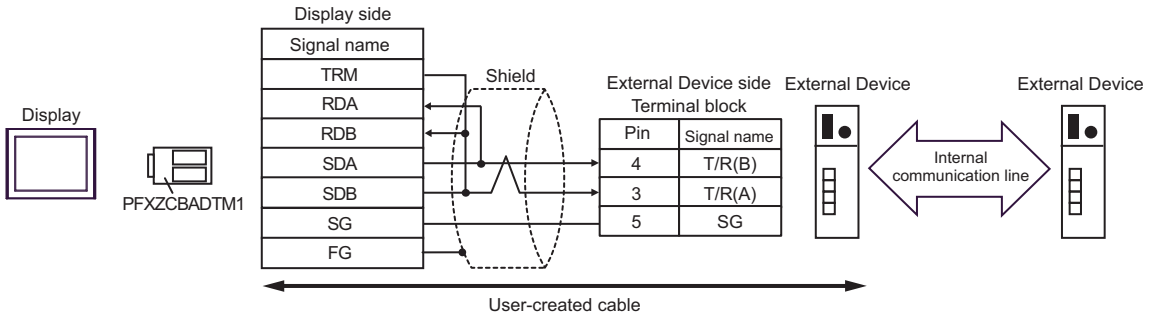 Display side
Signal name
TRM
RDA
RDB
SDA
SDB
SG
FG
Shield
Display
PFXZCBADTM1
External Device side
Terminal block
Pin Signal name
4 T/R(B)
3 T/R(A)
5 SG
External Device
External Device
Internal
communication line
User-created cable